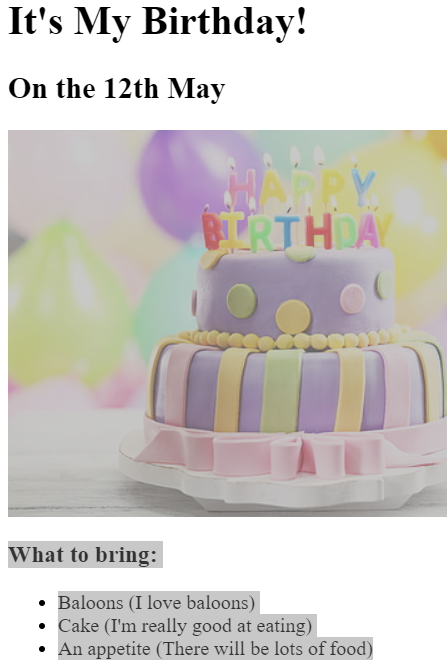 It's My Birthday!
On the 12th May
HAPPY
BIRTHDAY
What to bring:
Baloons (I love baloons)
Cake (I'm really good at eating)
An appetite (There will be lots of food)